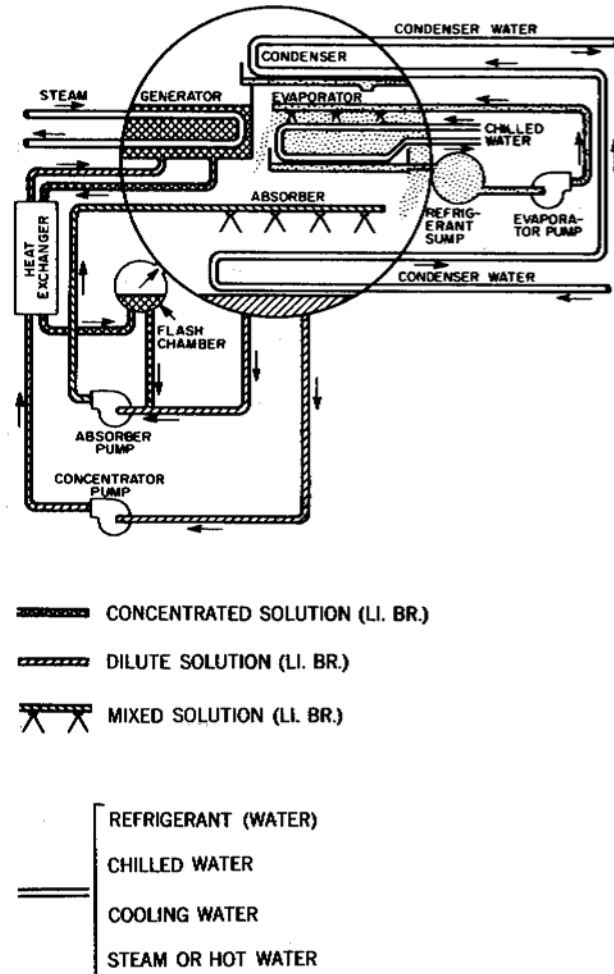 CONDENSER WATER
CONDENSER
STEAM
GENERATOR
EVAPORATOR
CHILLED
WATER
ABSORBER
REFRIG-
ERANT
SUMP
EVAPORA-
TOR PUMP
HEAT
EXCHANGER
CONDENSER WATER
FLASH
CHAMBER
ABSORBER
PUMP
CONCENTRATOR
PUMP
CONCENTRATED SOLUTION (LI. BR.)
DILUTE SOLUTION (LI. BR.)
MIXED SOLUTION (LI. BR.)
REFRIGERANT (WATER)
CHILLED WATER
COOLING WATER
STEAM OR HOT WATER